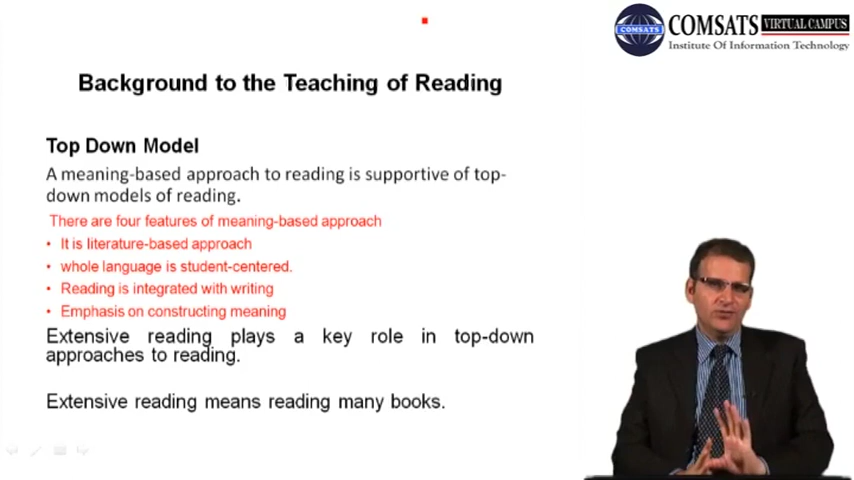 COMSATS VIRTUAL CAMPUS
COMSATS
Institute Of Information Technology
Background to the Teaching of Reading
Top Down Model
A meaning-based approach to reading is supportive of top-
down models of reading.
There are four features of meaning-based approach
• It is literature-based approach
• whole language is student-centered.
• Reading is integrated with writing
• Emphasis on constructing meaning
Extensive reading plays a key role in top-down
approaches to reading.
Extensive reading means reading many books.